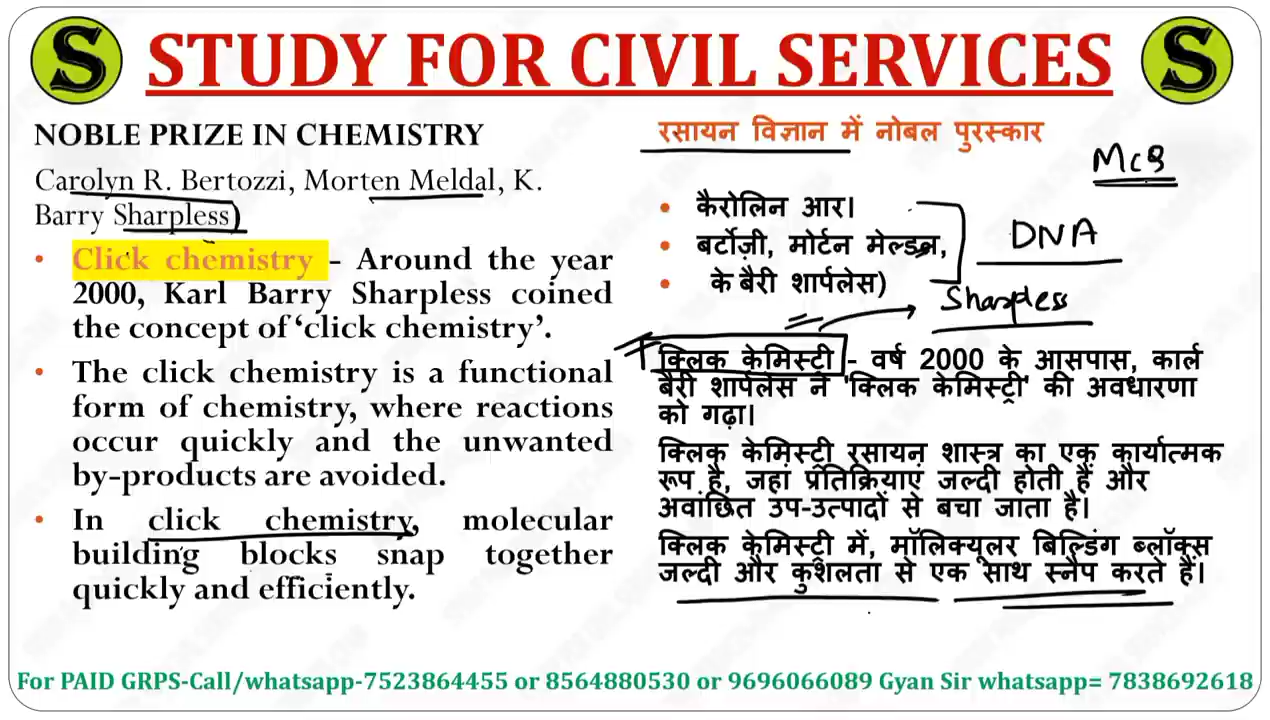 S STUDY FOR CIVIL SERVICES S
NOBLE PRIZE IN CHEMISTRY
Carolyn R. Bertozzi, Morten Meldal, K.
Barry Sharpless)
• Click chemistry - Around the year
2000, Karl Barry Sharpless coined
the concept of ‘click chemistry’.
• The click chemistry is a functional
form of chemistry, where reactions
occur quickly and the unwanted
by-products are avoided.
• In click chemistry, molecular
building blocks snap together
quickly and efficiently.
रसायन विज्ञान में नोबल पुरस्कार
McQ
• कैरोलिन आर।
• बर्टोज़ी, मोर्टन मेल्डन,
• के बैरी शार्पलेस)
DNA
Sharpless
क्लिक केमिस्ट्री - वर्ष 2000 के आसपास, कार्ल
बैरी शार्पलेस ने 'क्लिक केमिस्ट्री' की अवधारणा
को गढ़ा।
क्लिक केमिस्ट्री रसायन शास्त्र का एक कार्यात्मक
रूप है, जहां प्रतिक्रियाएं जल्दी होती हैं और
अवांछित उप-उत्पादों से बचा जाता है।
क्लिक केमिस्ट्री में, मॉलिक्यूलर बिल्डिंग ब्लॉक्स
जल्दी और कुशलता से एक साथ स्नैप करते हैं।
For PAID GRPS-Call/whatsapp-7523864455 or 8564880530 or 9696066089 Gyan Sir whatsapp= 7838692618